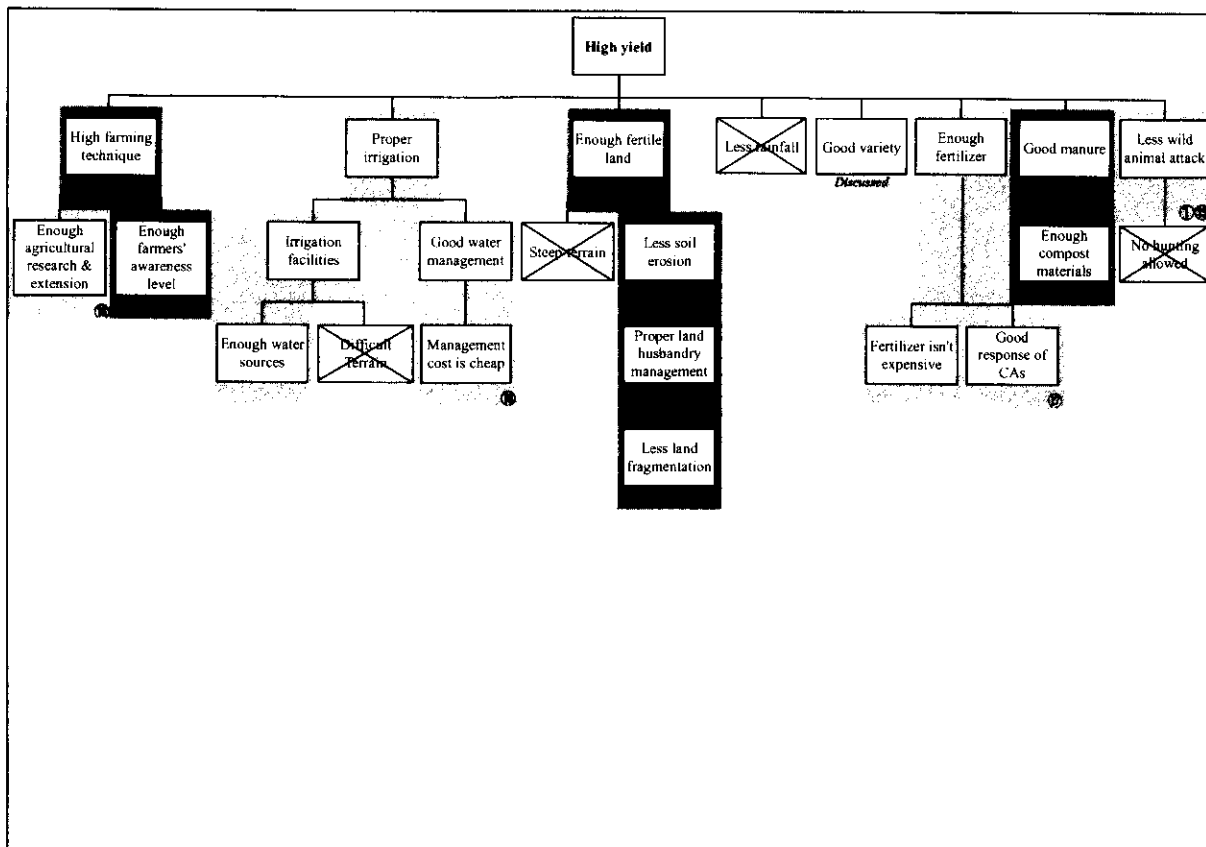 High yield
High farming
technique
Proper
irrigation
Enough fertile
land
Less rainfall
Good variety
Discussed
Enough
fertilizer
Good manure
Less wild
animal attack
Enough
agricultural
research &
extension
Enough
farmers'
awareness
level
Irrigation
facilities
Good water
management
Steep terrain
Less soil
erosion
Enough
compost
materials
No hunting
allowed
Enough water
sources
Difficult
Terrain
Management
cost is cheap
Proper land
husbandry
management
Fertilizer isn't
expensive
Good
response of
CAs
Less land
fragmentation